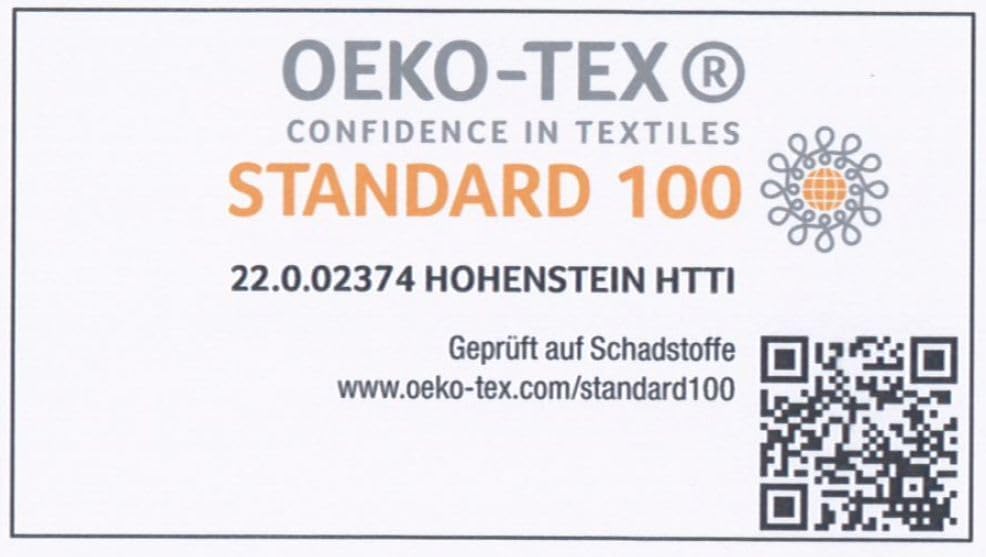 OEKO-TEX®
CONFIDENCE IN TEXTILES
STANDARD 100
22.0.02374 HOHENSTEIN HTTI
Geprüft auf Schadstoffe
www.oeko-tex.com/standard100